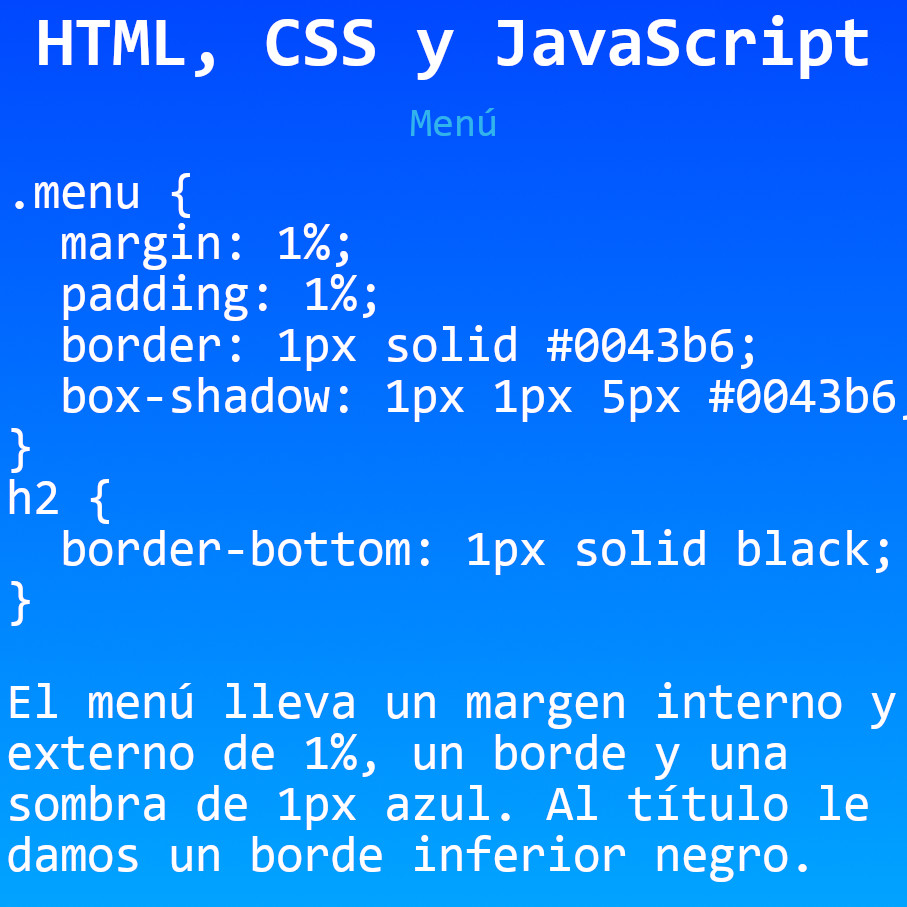 HTML, CSS y JavaScript
Menú
.menu {
  margin: 1%;
  padding: 1%;
  border: 1px solid #0043b6;
  box-shadow: 1px 1px 5px #0043b6
}
h2 {
  border-bottom: 1px solid black;
}
El menú lleva un margen interno y
externo de 1%, un borde y una
sombra de 1px azul. Al título le
damos un borde inferior negro.